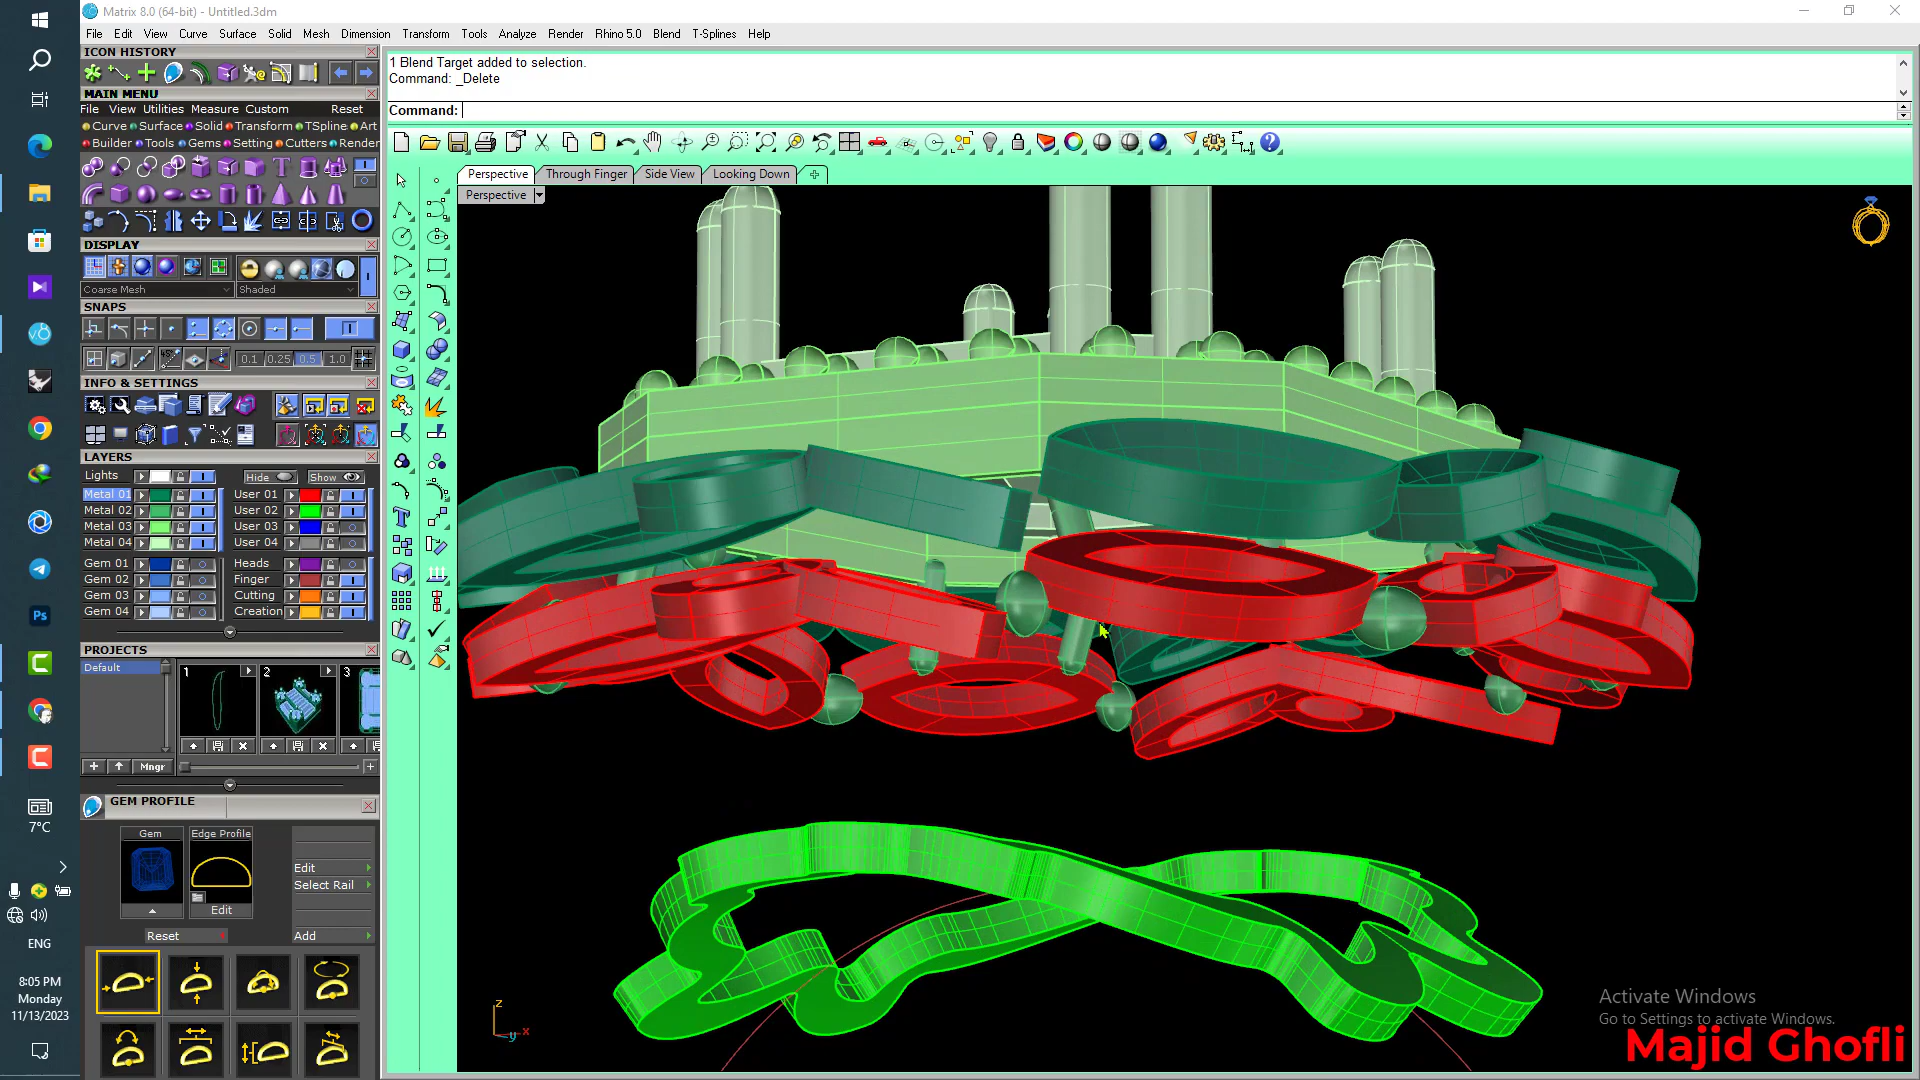 Matrix 8.0 (64-bit) - Untitled.3dm
File Edit View Curve Surface Solid Mesh Dimension Transform Tools Analyze Render Rhino 5.0 Blend T-Splines Help
ICON HISTORY
1 Blend Target added to selection.
Command: _Delete
MAIN MENU
File View Utilities Measure Custom Reset
Command:
Curve Surface Solid Transform TSpline Art
Builder Tools Gems Setting Cutters Render
Perspective Through Finger Side View Looking Down
Perspective
DISPLAY
Coarse Mesh Shaded
SNAPS
0.1 0.25 0.5 1.0
INFO & SETTINGS
LAYERS
Lights Hide Show
Metal 01 User 01
Metal 02 User 02
Metal 03 User 03
Metal 04 User 04
Gem 01 Heads
Gem 02 Finger
Gem 03 Cutting
Gem 04 Creation
PROJECTS
Default 1 2 3
Mngr
GEM PROFILE
Gem Edge Profile
Edit
Select Rail
Edit
Reset Add
7°C
ENG
8:05 PM
Monday
11/13/2023
Ps
z
x
y
Activate Windows
Go to Settings to activate Windows.
Majid Ghofli